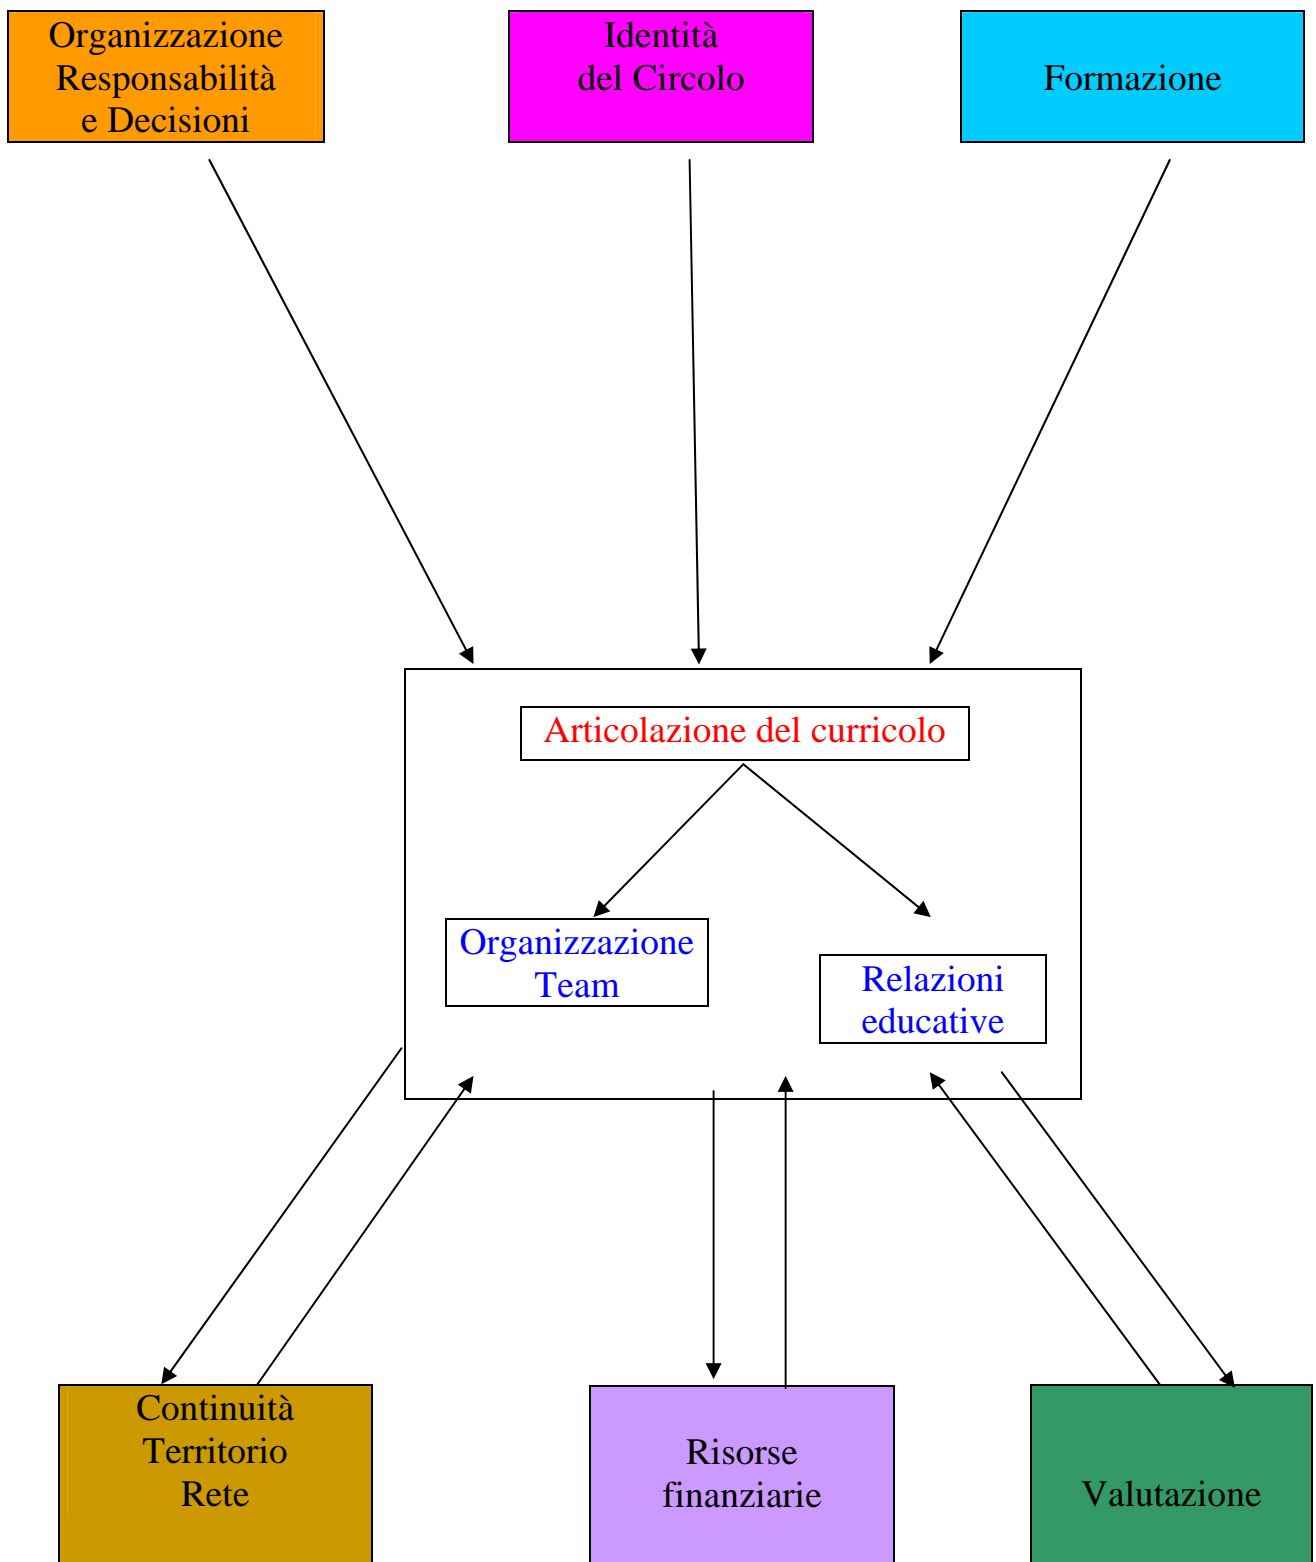 Organizzazione
Responsabilità
e Decisioni
Identità
del Circolo
Formazione
Articolazione del curricolo
Organizzazione
Team
Relazioni
educative
Continuità
Territorio
Rete
Risorse
finanziarie
Valutazione